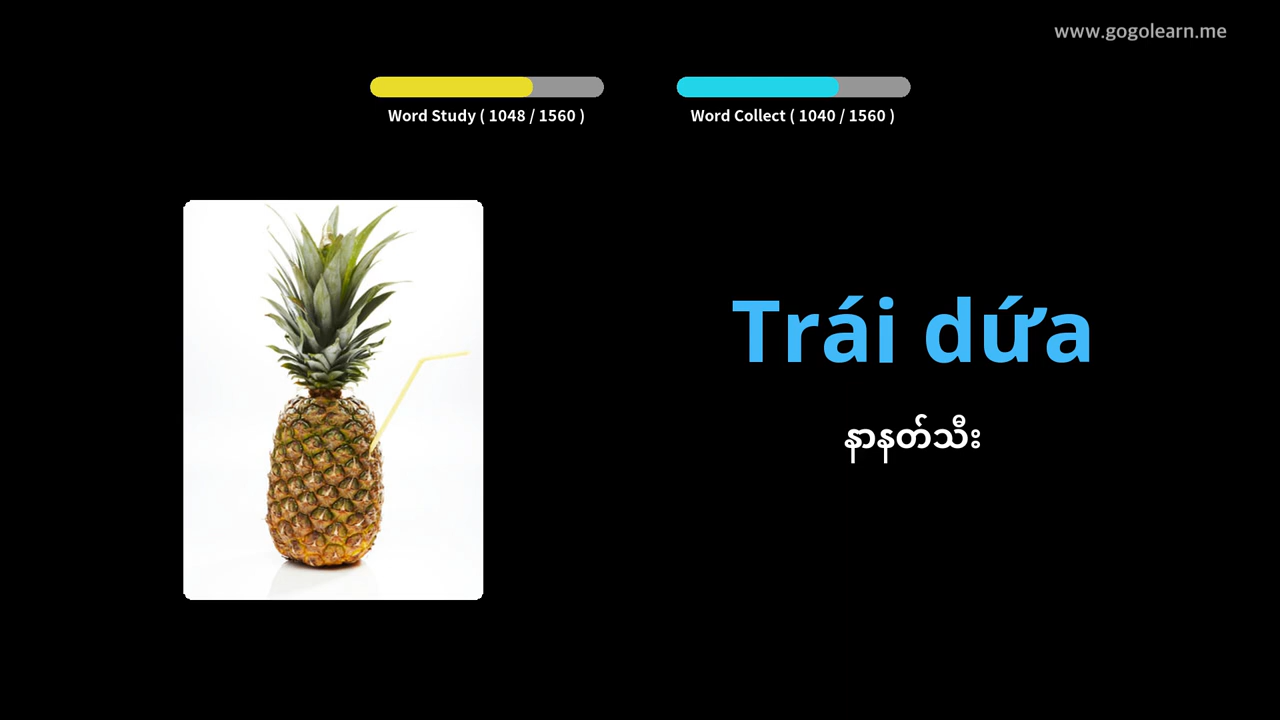 www.gogolearn.me
Word Study ( 1048 / 1560 )
Word Collect ( 1040 / 1560 )
Trái dứa
နာနတ်သီး